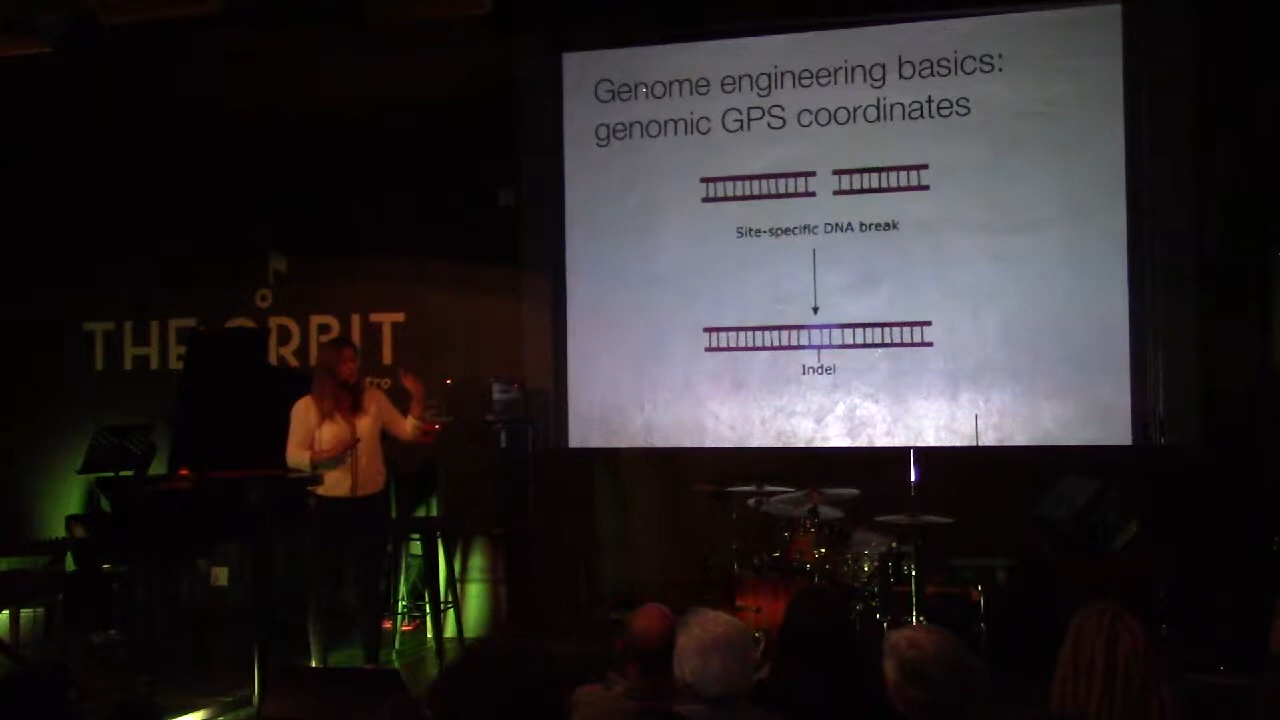 Genome engineering basics:
genomic GPS coordinates
Site-specific DNA break
Indel
THE ORBIT